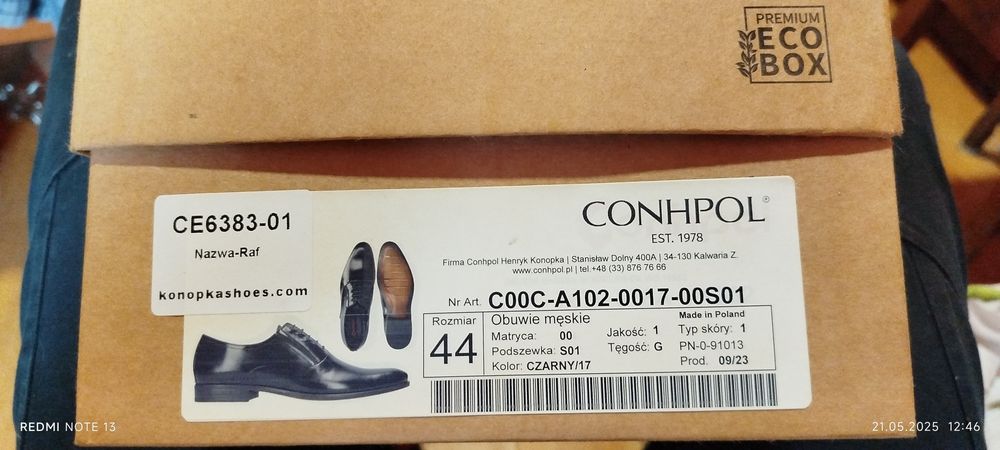 PREMIUM
ECO
BOX
CE6383-01
Nazwa-Raf
konopkashoes.com
CONHPOL®
EST. 1978
Firma Conhpol Henryk Konopka | Stanisław Dolny 400A | 34-130 Kalwaria Z.
www.conhpol.pl | tel.+48 (33) 876 76 66
Nr Art. C00C-A102-0017-00S01
Rozmiar
44
Obuwie męskie
Matryca: 00
Podszewka: S01
Kolor: CZARNY/17
Jakość: 1
Tęgość: G
Made in Poland
Typ skóry: 1
PN-0-91013
Prod. 09/23
REDMI NOTE 13
21.05.2025 12:46